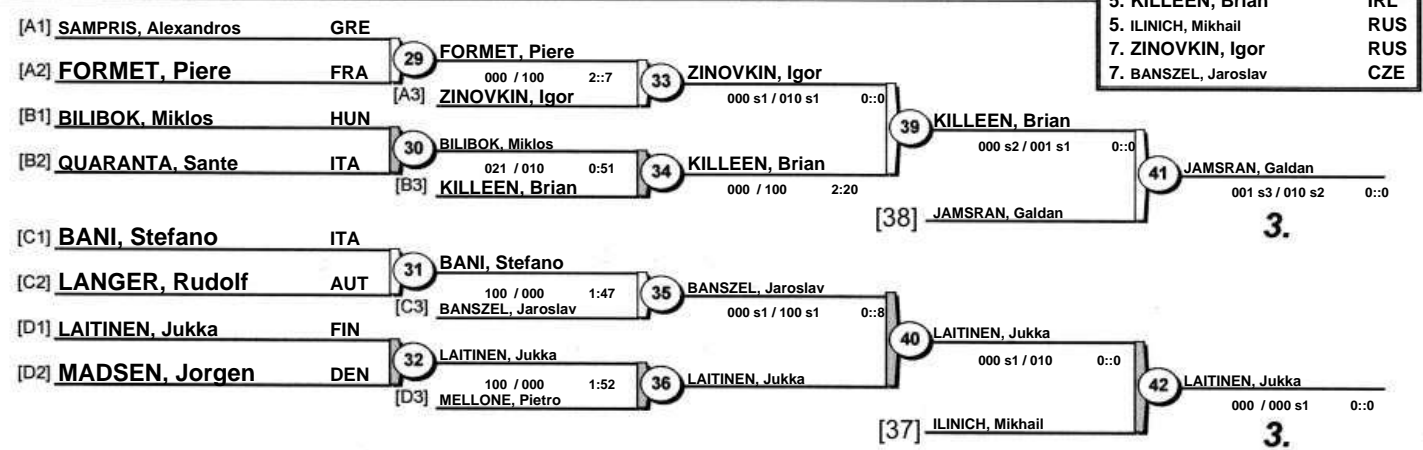 5. KILLEEN, Brian IRL
5. ILINICH, Mikhail RUS
7. ZINOVKIN, Igor RUS
7. BANSZEL, Jaroslav CZE
[A1] SAMPRIS, Alexandros GRE
29 FORMET, Piere
[A2] FORMET, Piere FRA
000 / 100 2::7
33 ZINOVKIN, Igor
[A3] ZINOVKIN, Igor
000 s1 / 010 s1 0::0
[B1] BILIBOK, Miklos HUN
39 KILLEEN, Brian
30 BILIBOK, Miklos
000 s2 / 001 s1 0::0
[B2] QUARANTA, Sante ITA
021 / 010 0:51
34 KILLEEN, Brian
41 JAMSRAN, Galdan
[B3] KILLEEN, Brian
000 / 100 2:20
001 s3 / 010 s2 0::0
[38] JAMSRAN, Galdan
3.
[C1] BANI, Stefano ITA
31 BANI, Stefano
[C2] LANGER, Rudolf AUT
100 / 000 1:47
35 BANSZEL, Jaroslav
[C3] BANSZEL, Jaroslav
000 s1 / 100 s1 0::8
[D1] LAITINEN, Jukka FIN
40 LAITINEN, Jukka
32 LAITINEN, Jukka
000 s1 / 010 0::0
[D2] MADSEN, Jorgen DEN
100 / 000 1:52
36 LAITINEN, Jukka
42 LAITINEN, Jukka
[D3] MELLONE, Pietro
000 / 000 s1 0::0
[37] ILINICH, Mikhail
3.